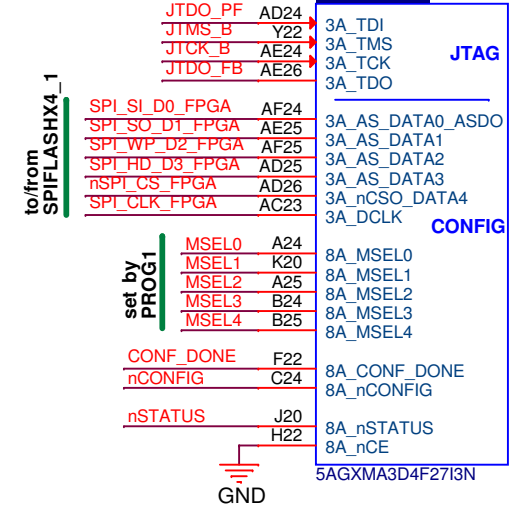 JTDO_PF AD24 3A_TDI
JTMS_B Y22 3A_TMS
JTCK_B AE24 3A_TCK
JTDO_FB AE26 3A_TDO
JTAG
to/from
SPIFLASHX4_1
SPI_SI_D0_FPGA AF24 3A_AS_DATA0_ASDO
SPI_SO_D1_FPGA AE25 3A_AS_DATA1
SPI_WP_D2_FPGA AF25 3A_AS_DATA2
SPI_HD_D3_FPGA AD25 3A_AS_DATA3
nSPI_CS_FPGA AD26 3A_nCSO_DATA4
SPI_CLK_FPGA AC23 3A_DCLK
CONFIG
set by
PROG1
MSEL0 A24 8A_MSEL0
MSEL1 K20 8A_MSEL1
MSEL2 A25 8A_MSEL2
MSEL3 B24 8A_MSEL3
MSEL4 B25 8A_MSEL4
CONF_DONE F22 8A_CONF_DONE
nCONFIG C24 8A_nCONFIG
nSTATUS J20 8A_nSTATUS
H22 8A_nCE
GND
5AGXMA3D4F27I3N